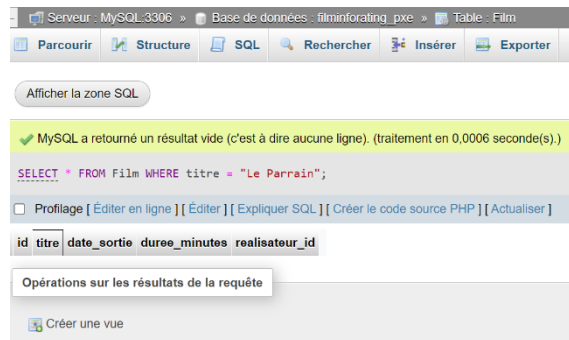 Serveur : MySQL:3306 » Base de données : filminforating_pxe » Table : Film
Parcourir Structure SQL Rechercher Insérer Exporter
Afficher la zone SQL
MySQL a retourné un résultat vide (c'est à dire aucune ligne). (traitement en 0,0006 seconde(s).)
SELECT * FROM Film WHERE titre = "Le Parrain";
Profilage [ Éditer en ligne ] [ Éditer ] [ Expliquer SQL ] [ Créer le code source PHP ] [ Actualiser ]
id titre date_sortie duree_minutes realisateur_id
Opérations sur les résultats de la requête
Créer une vue